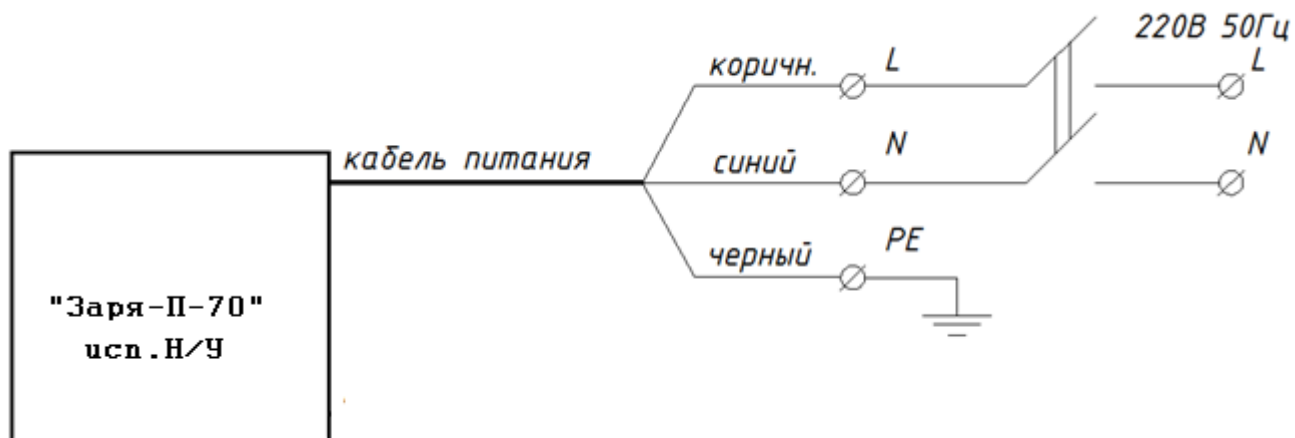 220В 50Гц
коричн.
L
L
кабель питания
синий
N
N
черный
PE
"Заря-П-70"
исп.Н/У